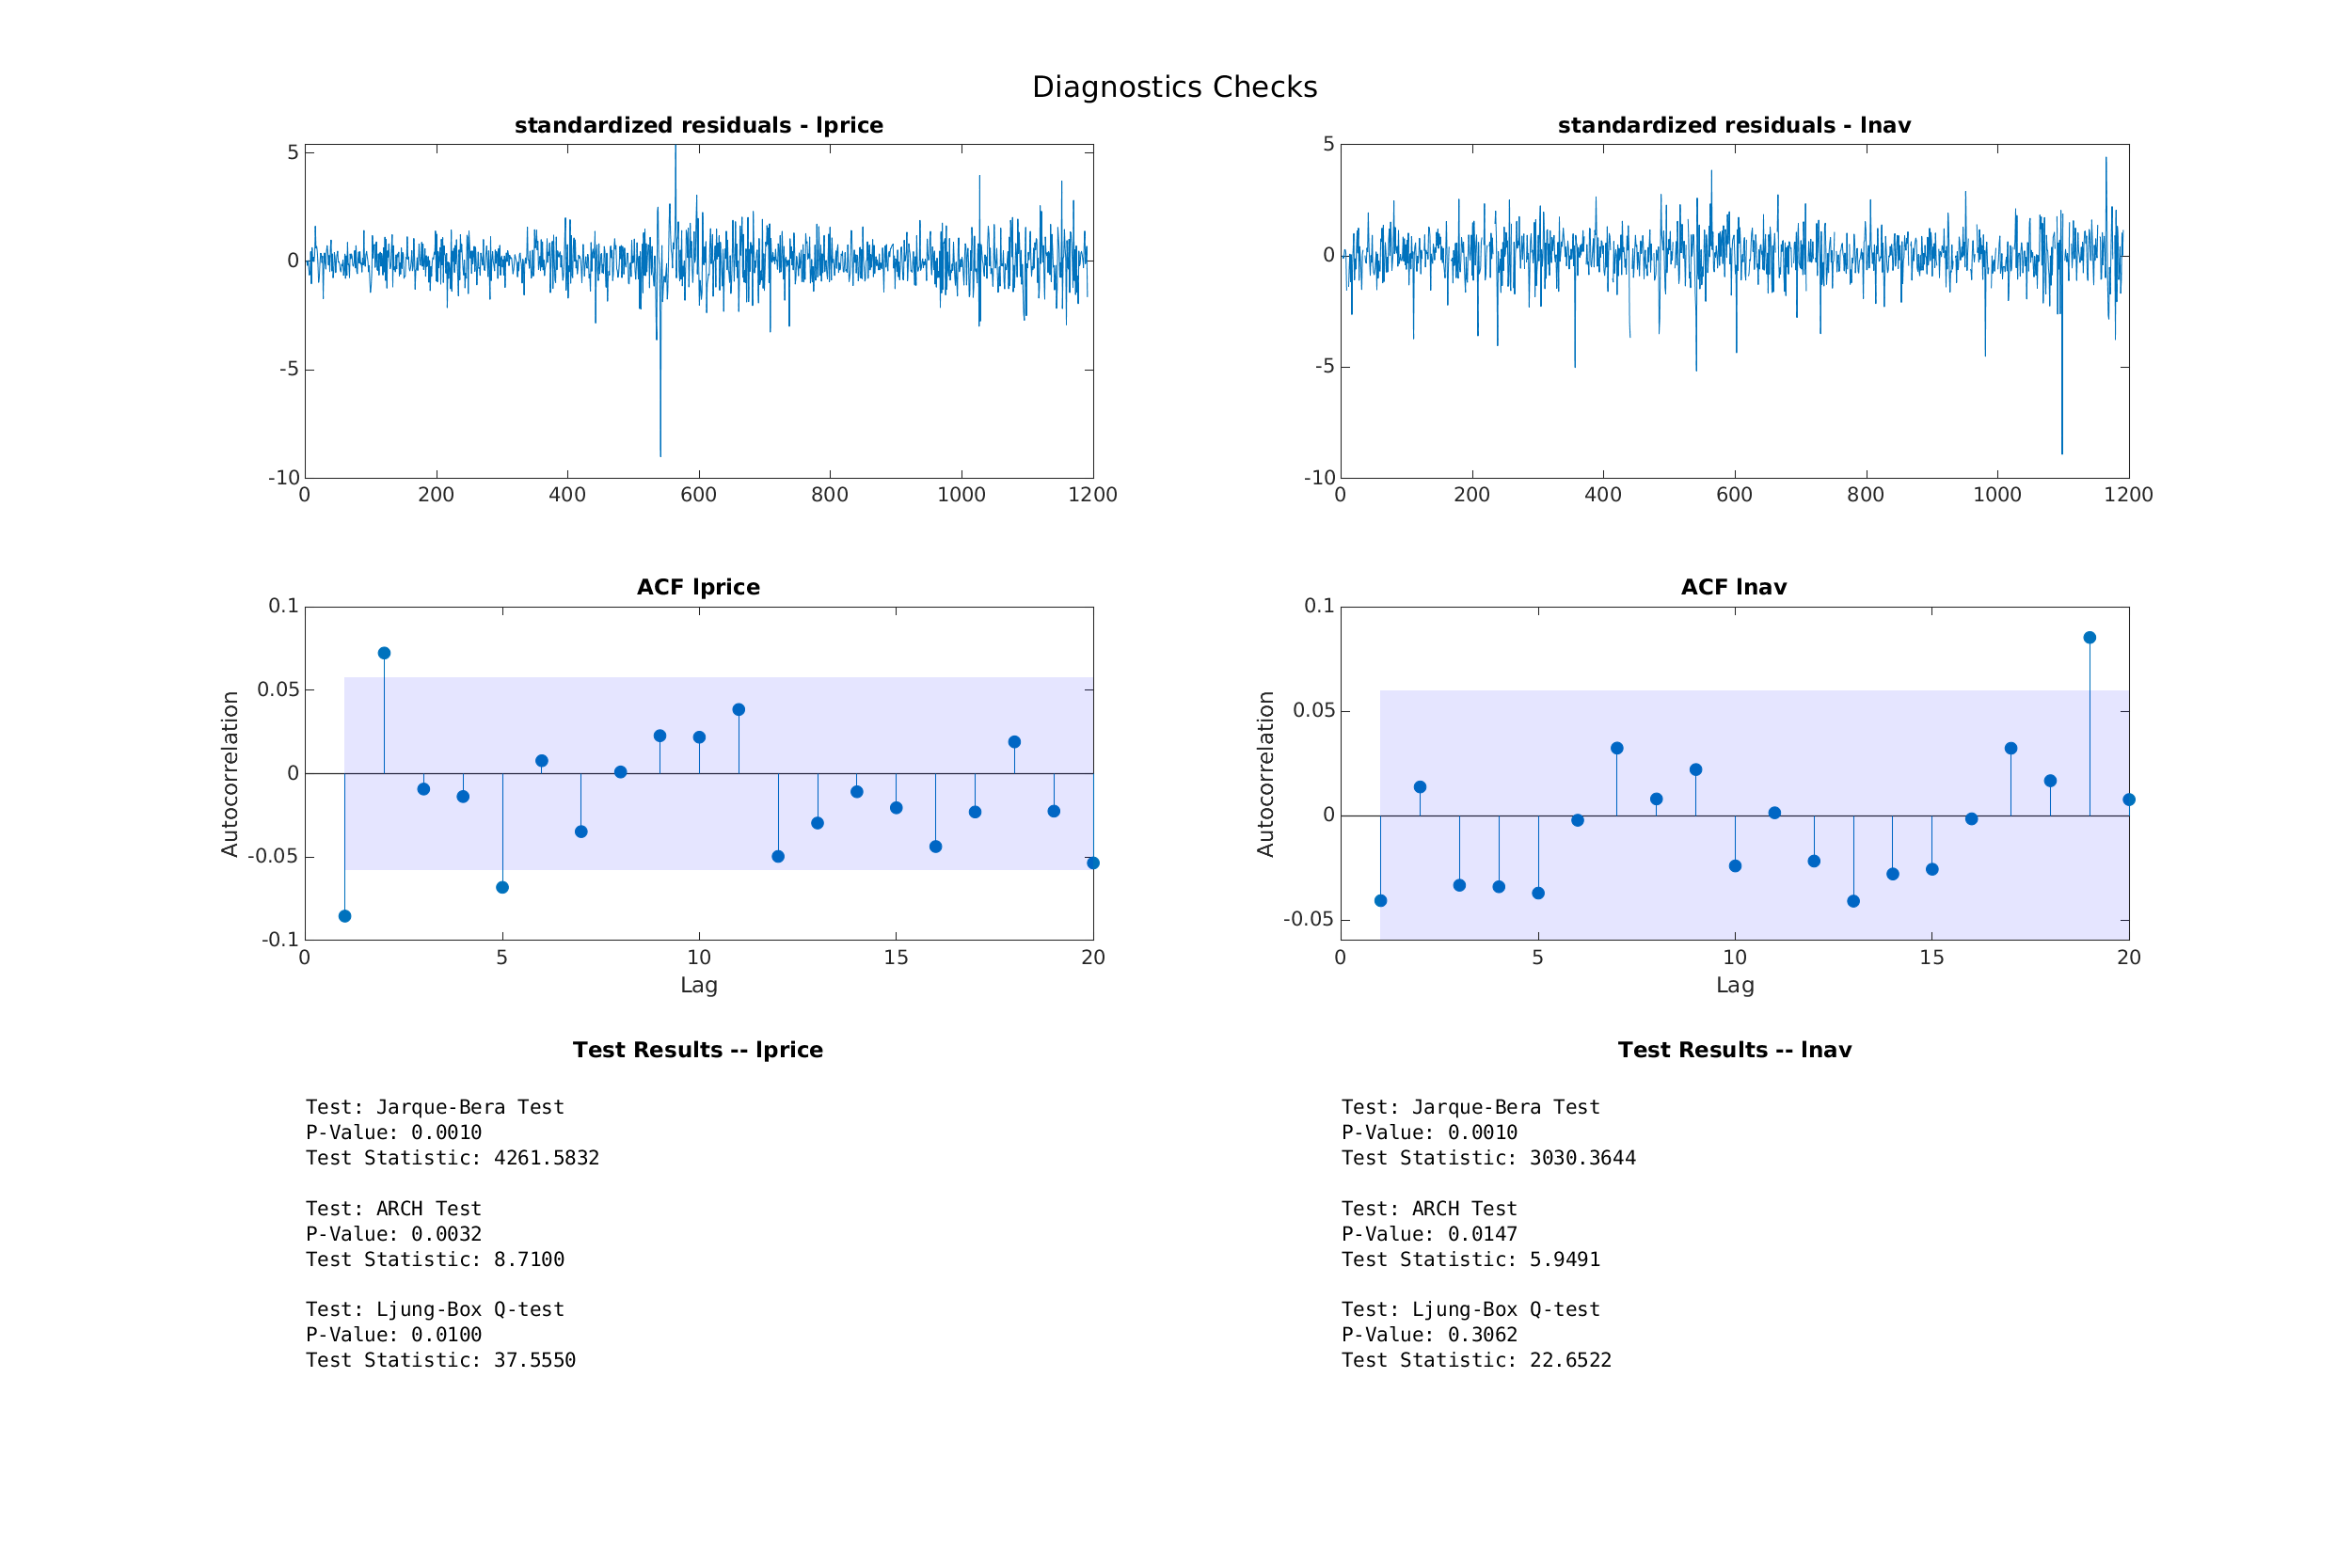 Diagnostics Checks
standardized residuals - lprice
5
0
-5
-10
0 200 400 600 800 1000 1200
standardized residuals - lnav
5
0
-5
-10
0 200 400 600 800 1000 1200
ACF lprice
Autocorrelation
0.1
0.05
0
-0.05
-0.1
0 5 10 15 20
Lag
ACF lnav
Autocorrelation
0.1
0.05
0
-0.05
0 5 10 15 20
Lag
Test Results -- lprice
Test: Jarque-Bera Test
P-Value: 0.0010
Test Statistic: 4261.5832
Test: ARCH Test
P-Value: 0.0032
Test Statistic: 8.7100
Test: Ljung-Box Q-test
P-Value: 0.0100
Test Statistic: 37.5550
Test Results -- lnav
Test: Jarque-Bera Test
P-Value: 0.0010
Test Statistic: 3030.3644
Test: ARCH Test
P-Value: 0.0147
Test Statistic: 5.9491
Test: Ljung-Box Q-test
P-Value: 0.3062
Test Statistic: 22.6522